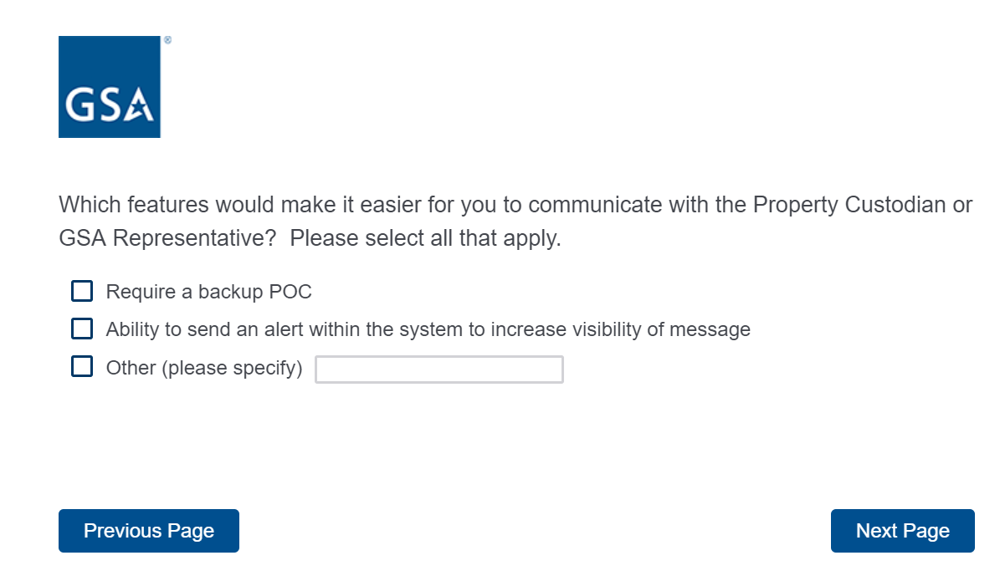 GSA®
Which features would make it easier for you to communicate with the Property Custodian or
GSA Representative?  Please select all that apply.
Require a backup POC
Ability to send an alert within the system to increase visibility of message
Other (please specify)
Previous Page
Next Page